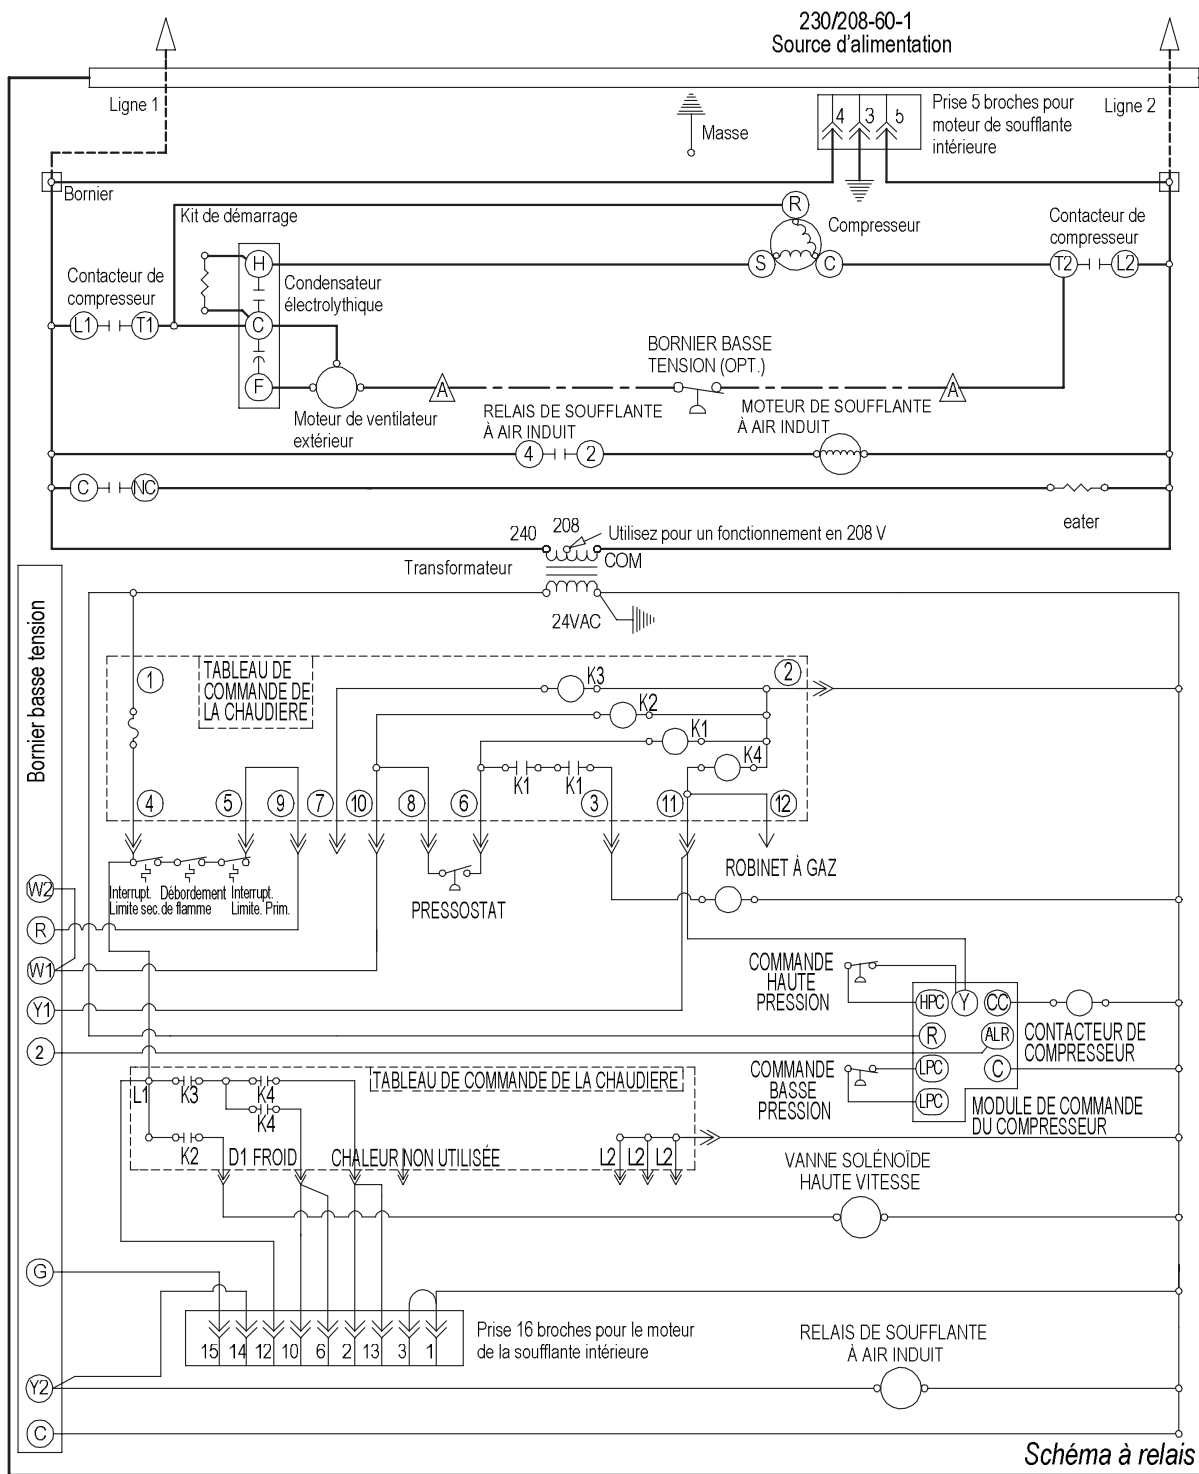 230/208-60-1
Source d'alimentation
Ligne 1
Masse
4 3 5
Prise 5 broches pour
moteur de soufflante
intérieure
Ligne 2
Bornier
Kit de démarrage
R
Compresseur
Contacteur de
compresseur
H
Condensateur
électrolythique
S C
T2 L2
Contacteur de
compresseur
L1 T1
C
BORNIER BASSE
TENSION (OPT.)
F
A A
Moteur de ventilateur
extérieur
RELAIS DE SOUFFLANTE
À AIR INDUIT
MOTEUR DE SOUFFLANTE
À AIR INDUIT
4 2
C NC
eater
240 208 Utilisez pour un fonctionnement en 208 V
COM
Transformateur
24VAC
Bornier basse tension
TABLEAU DE
COMMANDE DE
LA CHAUDIERE
1
K3
2
K2
K1
K4
K1 K1
4 5 9 7 10 8 6 3 11 12
ROBINET À GAZ
Interrupt.
Limite sec.
Débordement
de flamme
Interrupt.
Limite. Prim.
PRESSOSTAT
W2
R
W1
Y1
2
COMMANDE
HAUTE
PRESSION
HPC Y CC
R ALR
LPC C
LPC
CONTACTEUR DE
COMPRESSEUR
COMMANDE
BASSE
PRESSION
MODULE DE COMMANDE
DU COMPRESSEUR
TABLEAU DE COMMANDE DE LA CHAUDIERE
L1 K3 K4
K4
K2
D1 FROID CHALEUR NON UTILISÉE
L2 L2 L2
VANNE SOLÉNOÏDE
HAUTE VITESSE
G
15 14 12 10 6 2 13 3 1
Prise 16 broches pour le moteur
de la soufflante intérieure
RELAIS DE SOUFFLANTE
À AIR INDUIT
Y2
C
Schéma à relais